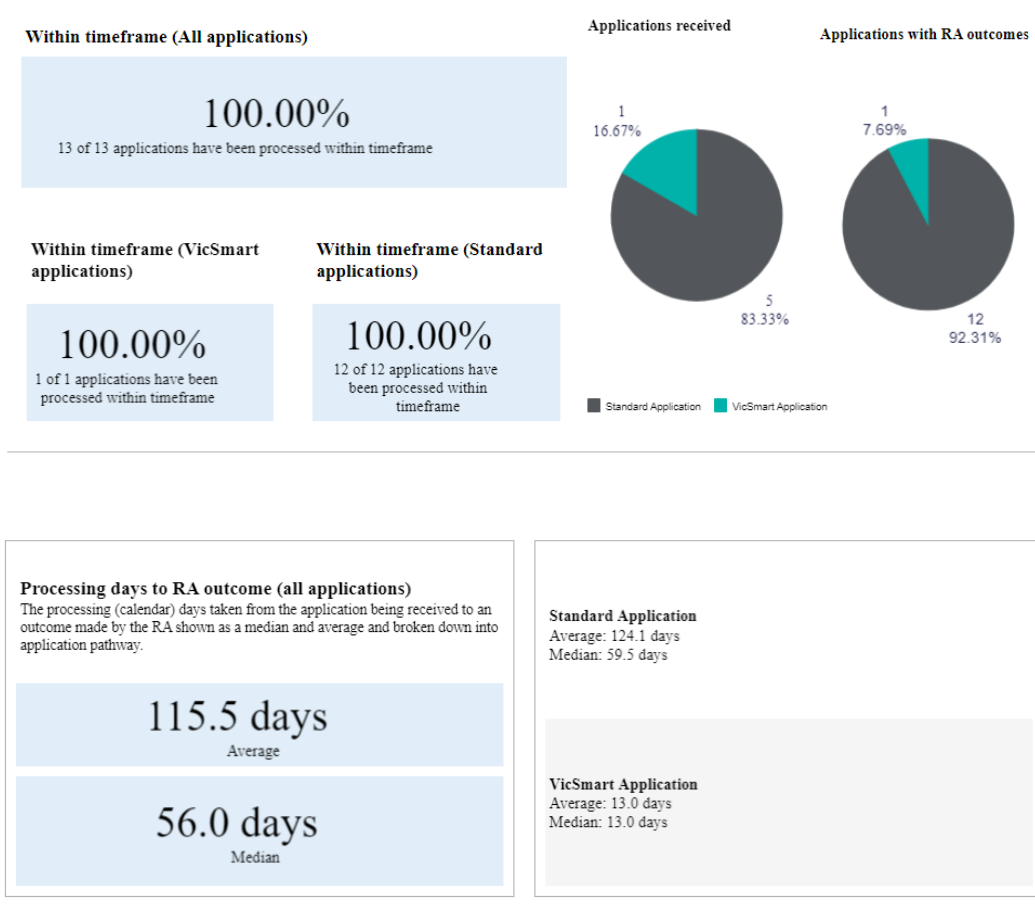 Within timeframe (All applications)
100.00%
13 of 13 applications have been processed within timeframe
Within timeframe (VicSmart
applications)
100.00%
1 of 1 applications have been
processed within timeframe
Within timeframe (Standard
applications)
100.00%
12 of 12 applications have
been processed within
timeframe
Applications received
1
16.67%
5
83.33%
Applications with RA outcomes
1
7.69%
12
92.31%
Standard Application
VicSmart Application
Processing days to RA outcome (all applications)
The processing (calendar) days taken from the application being received to an
outcome made by the RA shown as a median and average and broken down into
application pathway.
115.5 days
Average
56.0 days
Median
Standard Application
Average: 124.1 days
Median: 59.5 days
VicSmart Application
Average: 13.0 days
Median: 13.0 days